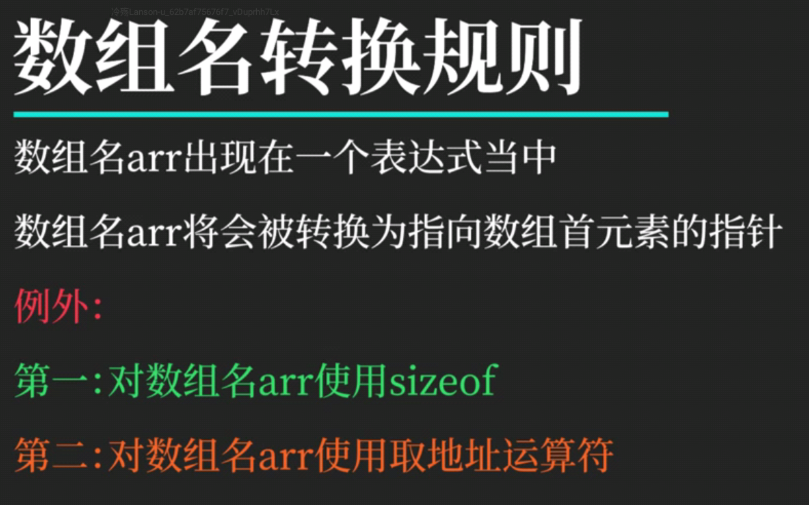 数组名转换规则
数组名arr出现在一个表达式当中
数组名arr将会被转换为指向数组首元素的指针
例外:
第一:对数组名arr使用sizeof
第二:对数组名arr使用取地址运算符